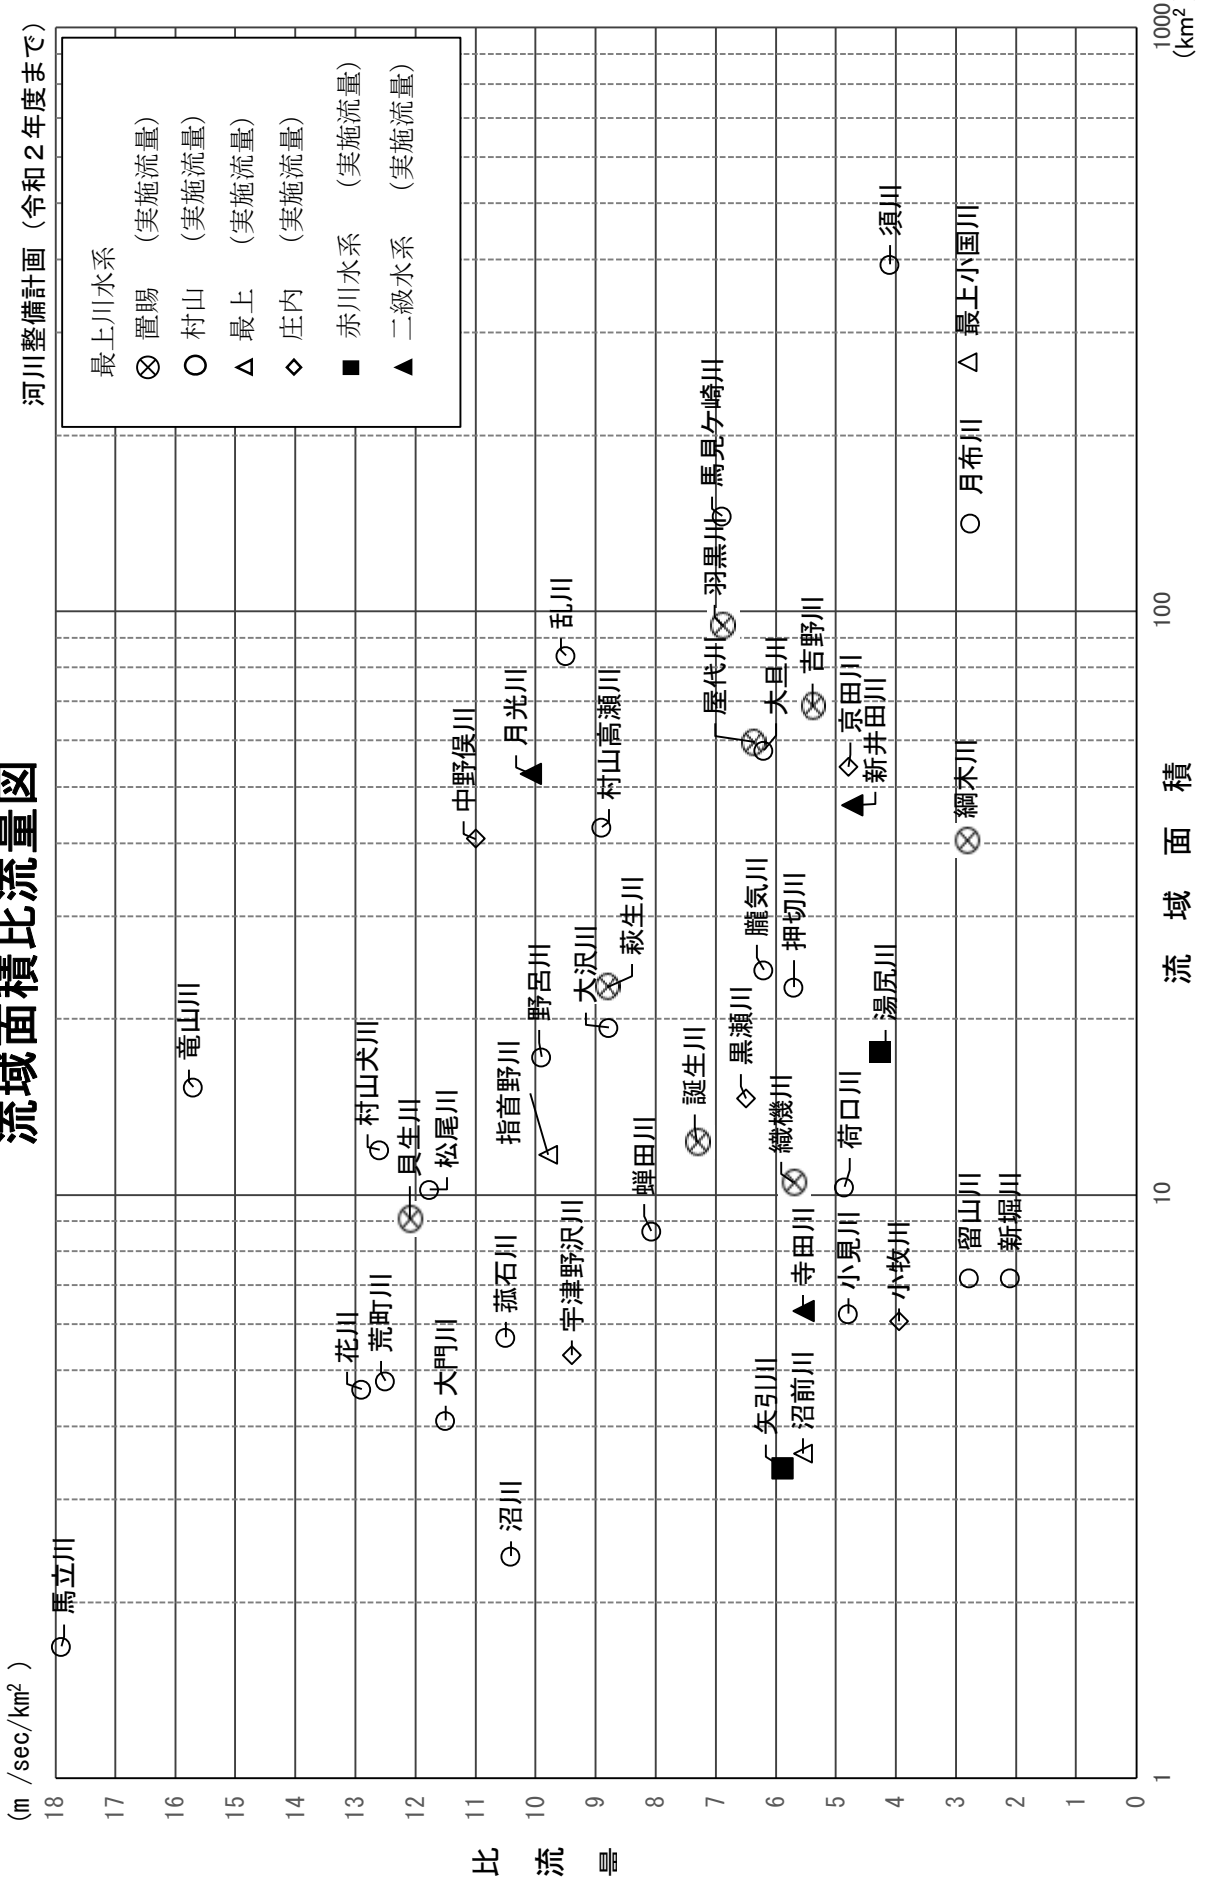 流域面積比流量図
河川整備計画（令和２年度まで）
(m /sec/km² )
最上川水系
置賜 (実施流量)
村山 (実施流量)
最上 (実施流量)
庄内 (実施流量)
赤川水系 (実施流量)
二級水系 (実施流量)
18
17
16
15
14
13
12
11
10
9
8
7
6
5
4
3
2
1
0
比流量
馬立川
竜山川
花川
荒町川
村山犬川
貝生川
松尾川
大門川
中野俣川
沼川
菰石川
指首野川
月光川
野呂川
乱川
宇津野沢川
大沢川
村山高瀬川
萩生川
蝉田川
誕生川
屋代川
羽黒川
馬見ケ崎川
黒瀬川
朧気川
大旦川
矢引川
織機川
押切川
沼前川
寺田川
吉野川
小見川
荷口川
京田川
新井田川
湯尻川
須川
小牧川
留山川
綱木川
月布川
最上小国川
新堀川
1
10
100
1000
(km²
流域面積